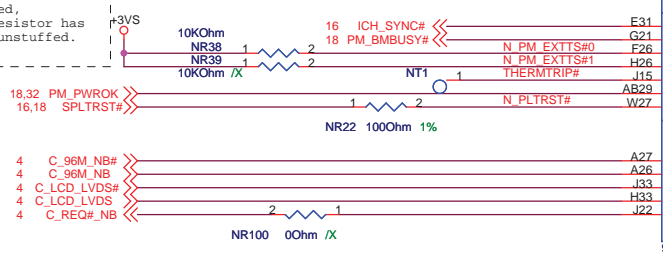 ed,
esistor has
unstuffed.
+3VS
10KOhm
NR38 1 2
NR39 1 2
10KOhm /X
16 ICH_SYNC# E31
18 PM_BMBUSY# G21
N_PM_EXTTS#0 F26
N_PM_EXTTS#1 H26
NT1 1 THERMTRIP# J15
18,32 PM_PWROK AB29
16,18 SPLTRST# 1 2 N_PLTRST# W27
NR22 100Ohm 1%
4 C_96M_NB# A27
4 C_96M_NB A26
4 C_LCD_LVDS# J33
4 C_LCD_LVDS H33
4 C_REQ#_NB 2 1 J22
NR100 0Ohm /X